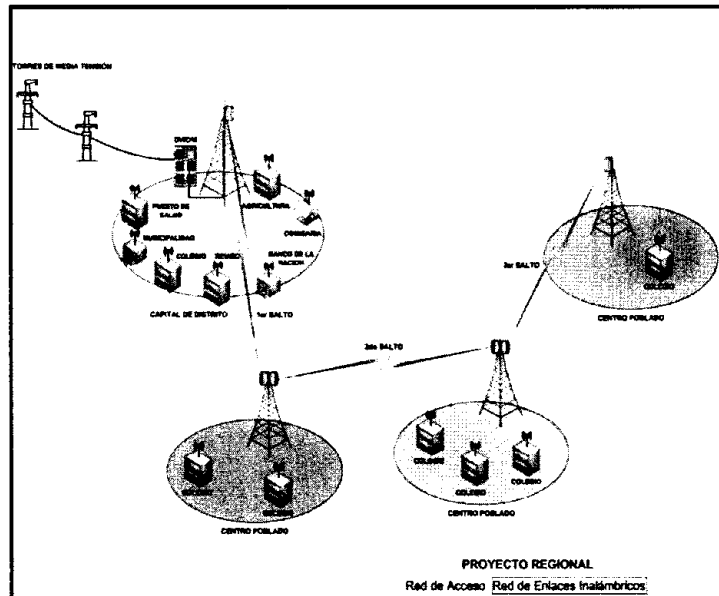 TORRES DE MEDIA TENSIÓN
PUESTO DE
SALUD
AGRICULTURA
COMISARIA
MUNICIPALIDAD
COLEGIO
BANCO DE LA
NACION
CAPITAL DE DISTRITO
1er SALTO
2do SALTO
3er SALTO
COLEGIO
CENTRO POBLADO
COLEGIO
COLEGIO
COLEGIO
CENTRO POBLADO
CENTRO POBLADO
PROYECTO REGIONAL
Red de Acceso Red de Enlaces Inalámbricos